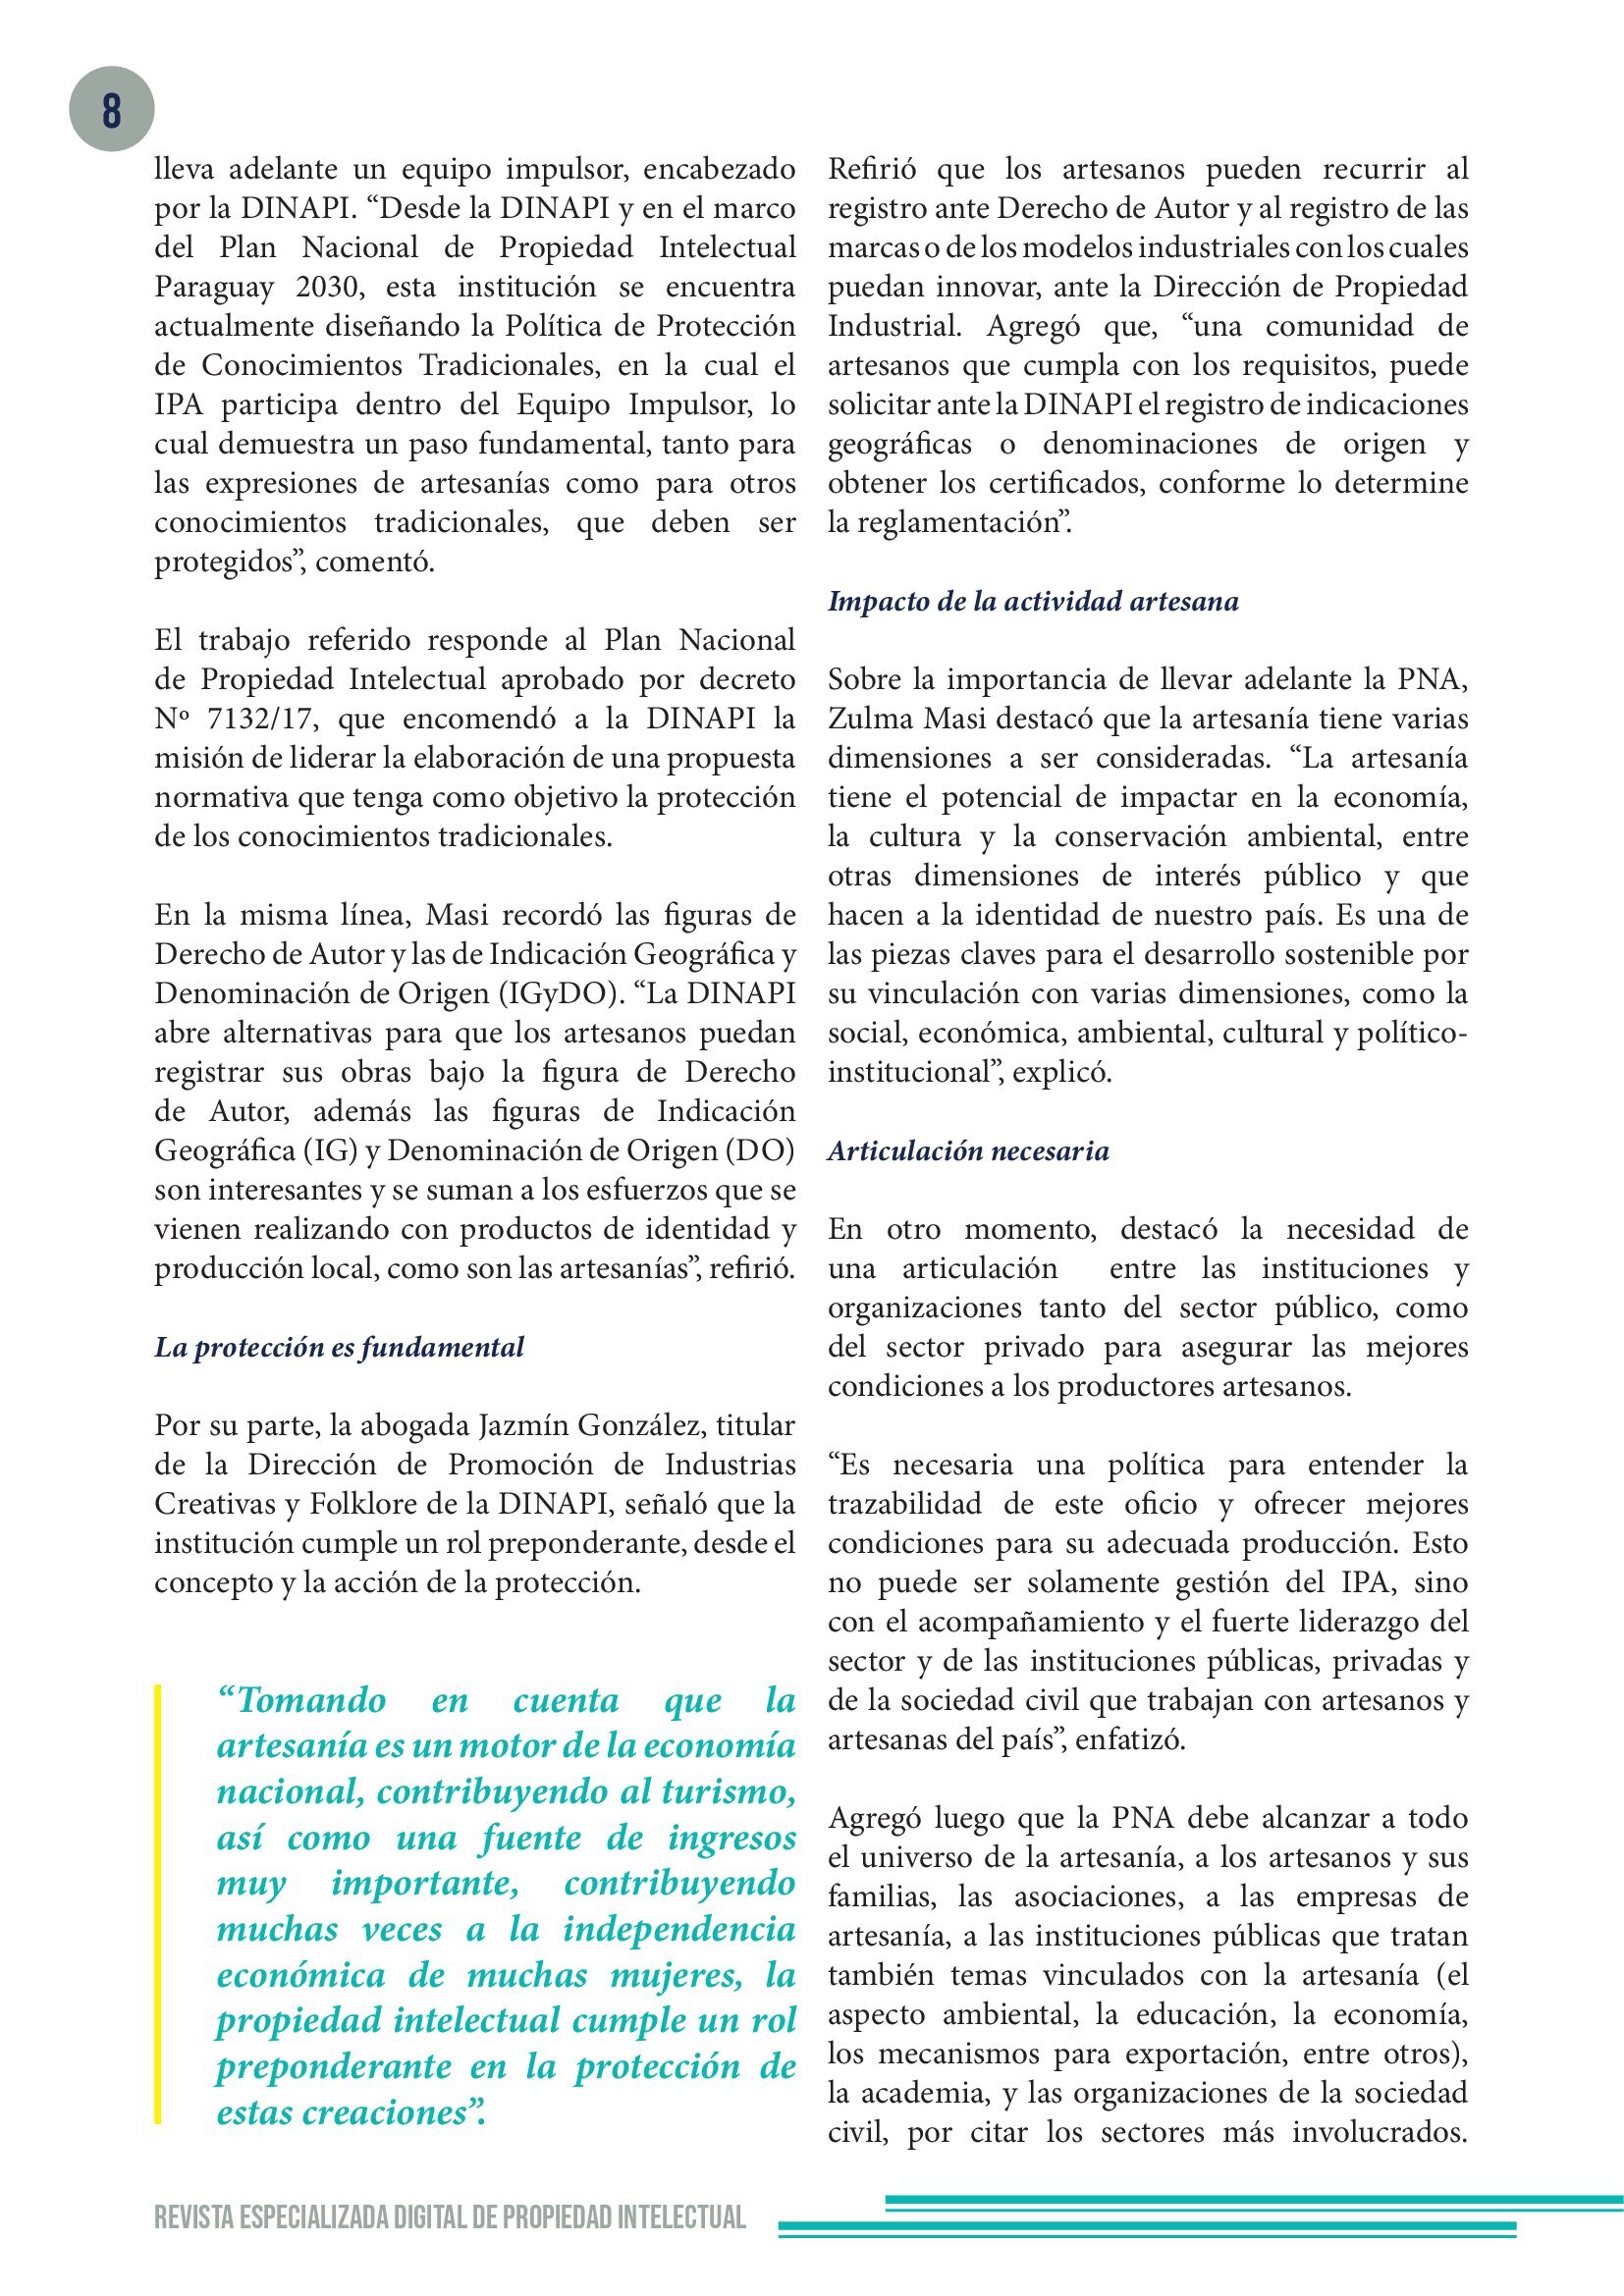 8
lleva adelante un equipo impulsor, encabezado
por la DINAPI. “Desde la DINAPI y en el marco
del Plan Nacional de Propiedad Intelectual
Paraguay 2030, esta institución se encuentra
actualmente diseñando la Política de Protección
de Conocimientos Tradicionales, en la cual el
IPA participa dentro del Equipo Impulsor, lo
cual demuestra un paso fundamental, tanto para
las expresiones de artesanías como para otros
conocimientos tradicionales, que deben ser
protegidos”, comentó.
El trabajo referido responde al Plan Nacional
de Propiedad Intelectual aprobado por decreto
Nº 7132/17, que encomendó a la DINAPI la
misión de liderar la elaboración de una propuesta
normativa que tenga como objetivo la protección
de los conocimientos tradicionales.
En la misma línea, Masi recordó las figuras de
Derecho de Autor y las de Indicación Geográfica y
Denominación de Origen (IGyDO). “La DINAPI
abre alternativas para que los artesanos puedan
registrar sus obras bajo la figura de Derecho
de Autor, además las figuras de Indicación
Geográfica (IG) y Denominación de Origen (DO)
son interesantes y se suman a los esfuerzos que se
vienen realizando con productos de identidad y
producción local, como son las artesanías”, refirió.
La protección es fundamental
Por su parte, la abogada Jazmín González, titular
de la Dirección de Promoción de Industrias
Creativas y Folklore de la DINAPI, señaló que la
institución cumple un rol preponderante, desde el
concepto y la acción de la protección.
“Tomando en cuenta que la
artesanía es un motor de la economía
nacional, contribuyendo al turismo,
así como una fuente de ingresos
muy importante, contribuyendo
muchas veces a la independencia
económica de muchas mujeres, la
propiedad intelectual cumple un rol
preponderante en la protección de
estas creaciones”.
Refirió que los artesanos pueden recurrir al
registro ante Derecho de Autor y al registro de las
marcas o de los modelos industriales con los cuales
puedan innovar, ante la Dirección de Propiedad
Industrial. Agregó que, “una comunidad de
artesanos que cumpla con los requisitos, puede
solicitar ante la DINAPI el registro de indicaciones
geográficas o denominaciones de origen y
obtener los certificados, conforme lo determine
la reglamentación”.
Impacto de la actividad artesana
Sobre la importancia de llevar adelante la PNA,
Zulma Masi destacó que la artesanía tiene varias
dimensiones a ser consideradas. “La artesanía
tiene el potencial de impactar en la economía,
la cultura y la conservación ambiental, entre
otras dimensiones de interés público y que
hacen a la identidad de nuestro país. Es una de
las piezas claves para el desarrollo sostenible por
su vinculación con varias dimensiones, como la
social, económica, ambiental, cultural y político-
institucional”, explicó.
Articulación necesaria
En otro momento, destacó la necesidad de
una articulación entre las instituciones y
organizaciones tanto del sector público, como
del sector privado para asegurar las mejores
condiciones a los productores artesanos.
“Es necesaria una política para entender la
trazabilidad de este oficio y ofrecer mejores
condiciones para su adecuada producción. Esto
no puede ser solamente gestión del IPA, sino
con el acompañamiento y el fuerte liderazgo del
sector y de las instituciones públicas, privadas y
de la sociedad civil que trabajan con artesanos y
artesanas del país”, enfatizó.
Agregó luego que la PNA debe alcanzar a todo
el universo de la artesanía, a los artesanos y sus
familias, las asociaciones, a las empresas de
artesanía, a las instituciones públicas que tratan
también temas vinculados con la artesanía (el
aspecto ambiental, la educación, la economía,
los mecanismos para exportación, entre otros),
la academia, y las organizaciones de la sociedad
civil, por citar los sectores más involucrados.
REVISTA ESPECIALIZADA DIGITAL DE PROPIEDAD INTELECTUAL